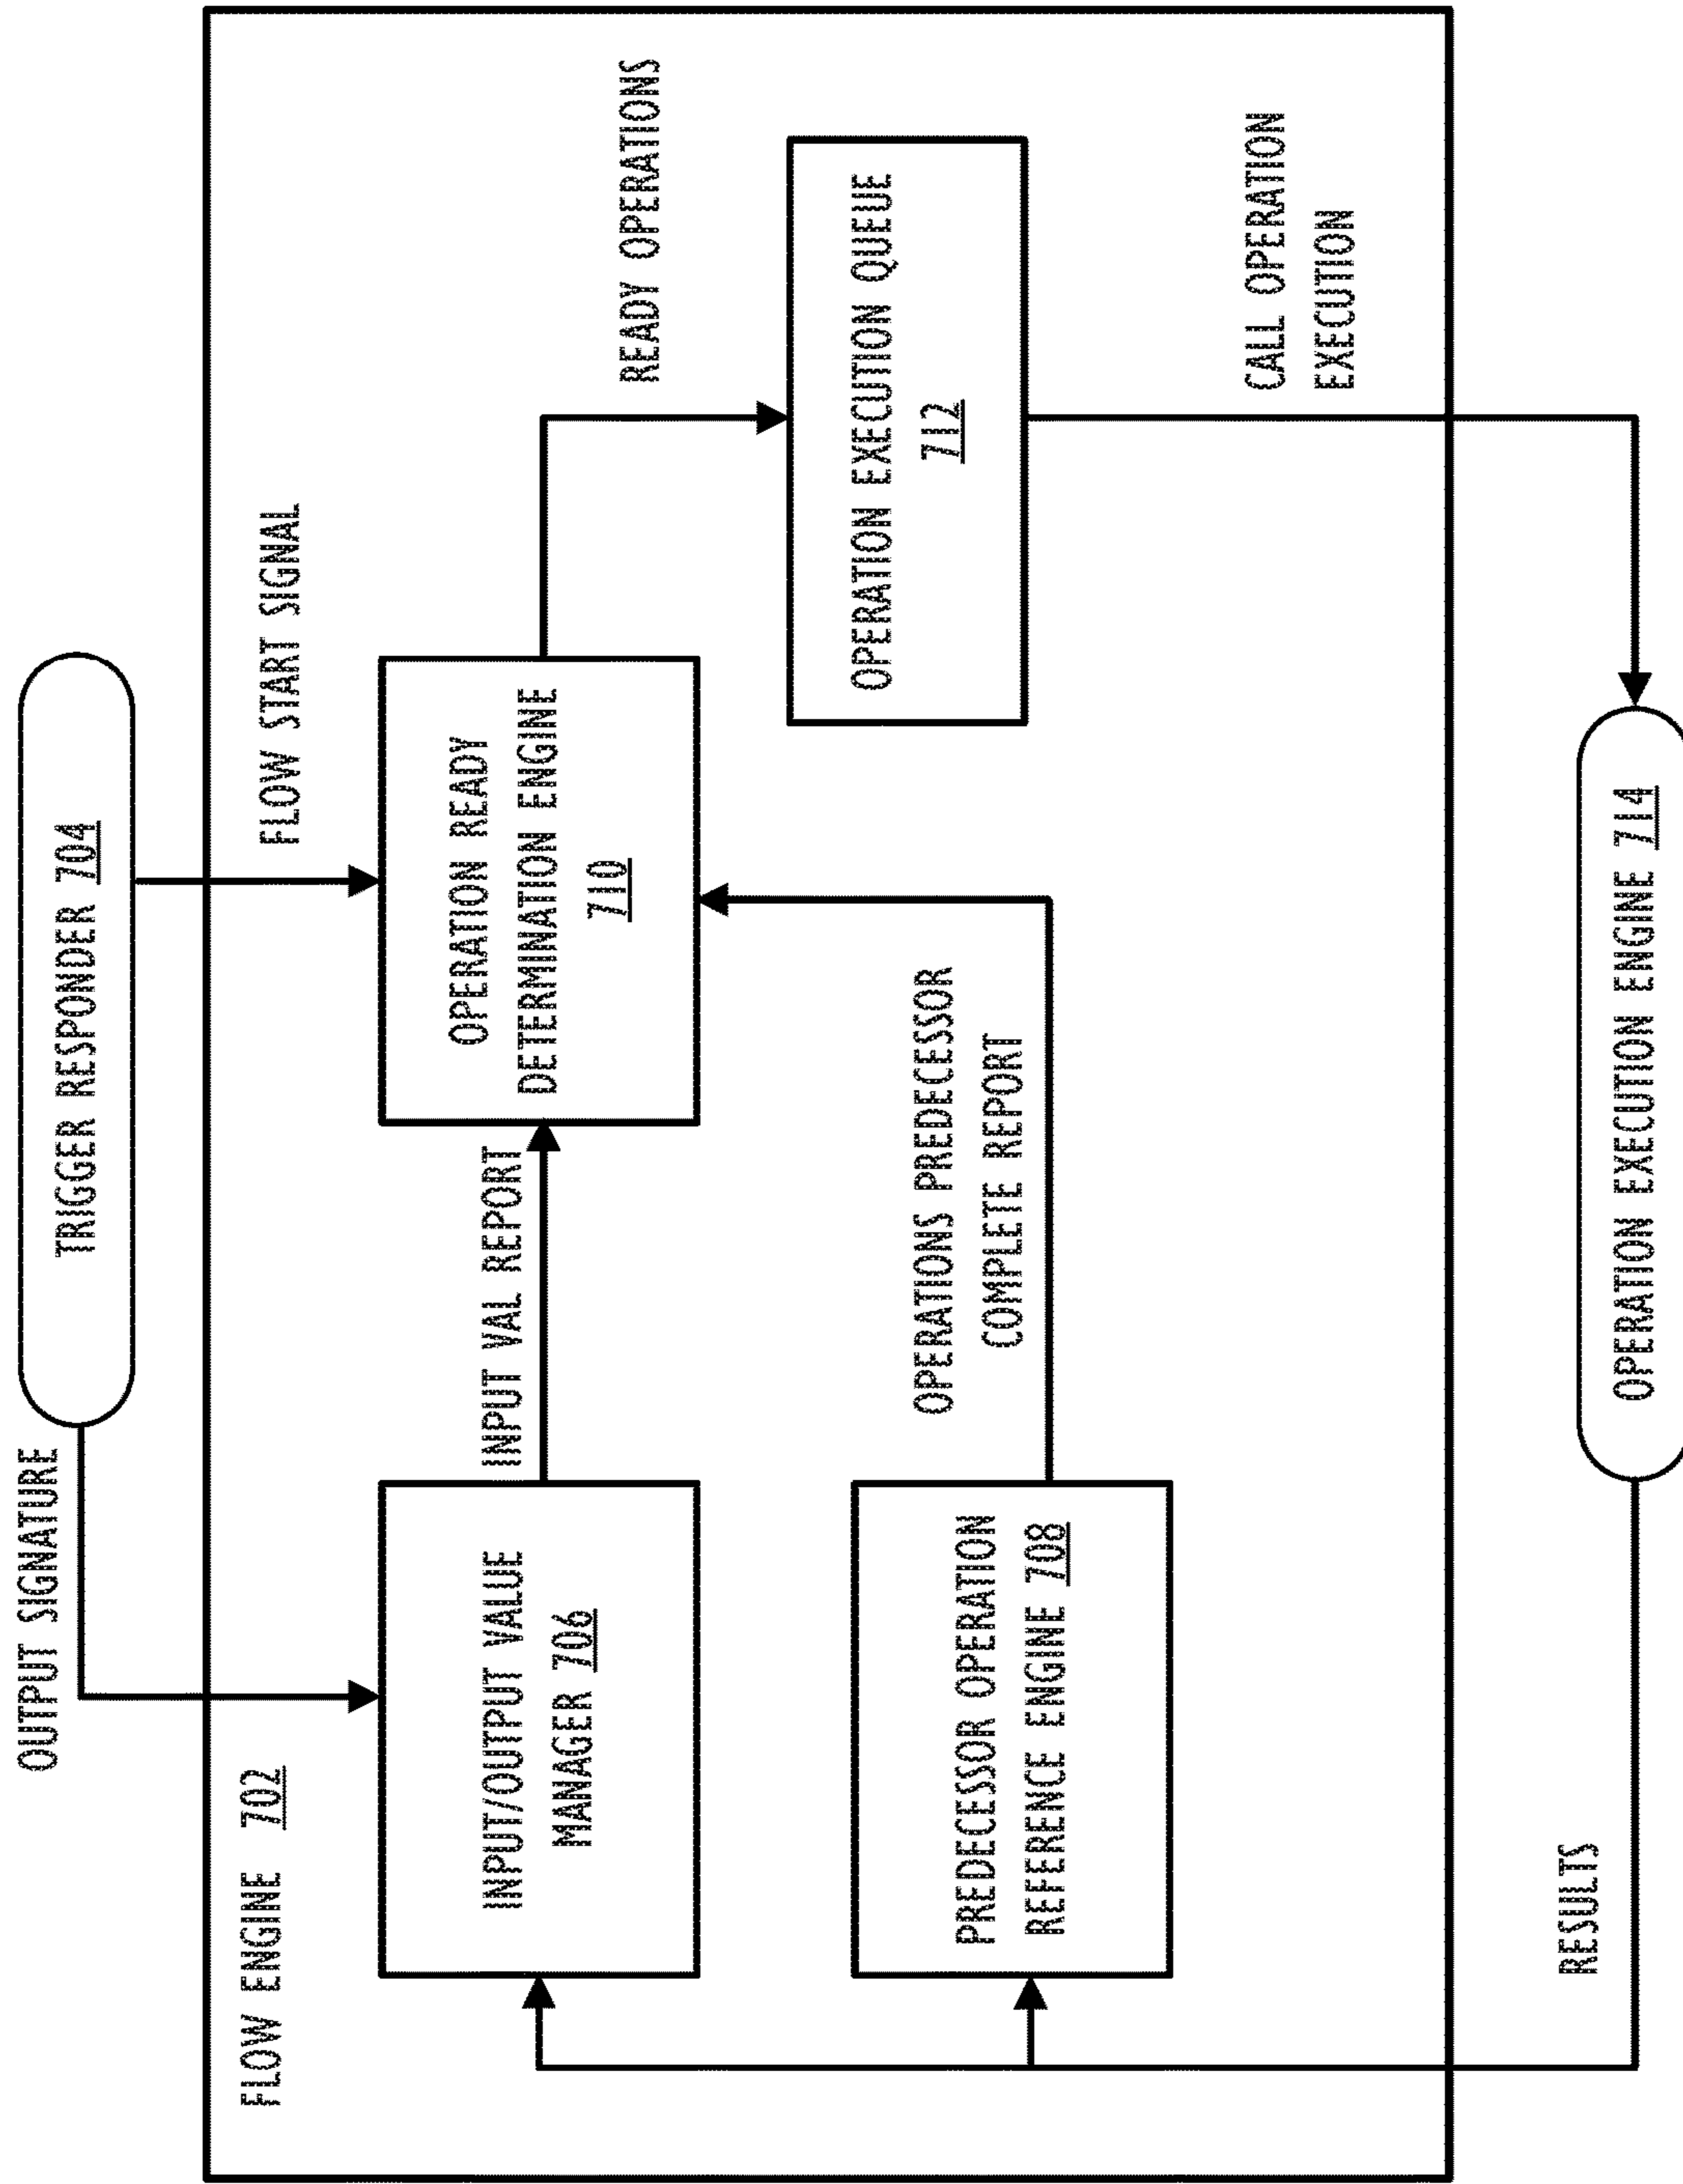 TRIGGER RESPONDER 704
OUTPUT SIGNATURE
FLOW START SIGNAL
FLOW ENGINE 702
INPUT/OUTPUT VALUE
MANAGER 706
INPUT VAL REPORT
OPERATION READY
DETERMINATION ENGINE
710
READY OPERATIONS
PREDECESSOR OPERATION
REFERENCE ENGINE 708
OPERATIONS PREDECESSOR
COMPLETE REPORT
OPERATION EXECUTION QUEUE
712
CALL OPERATION
EXECUTION
RESULTS
OPERATION EXECUTION ENGINE 714